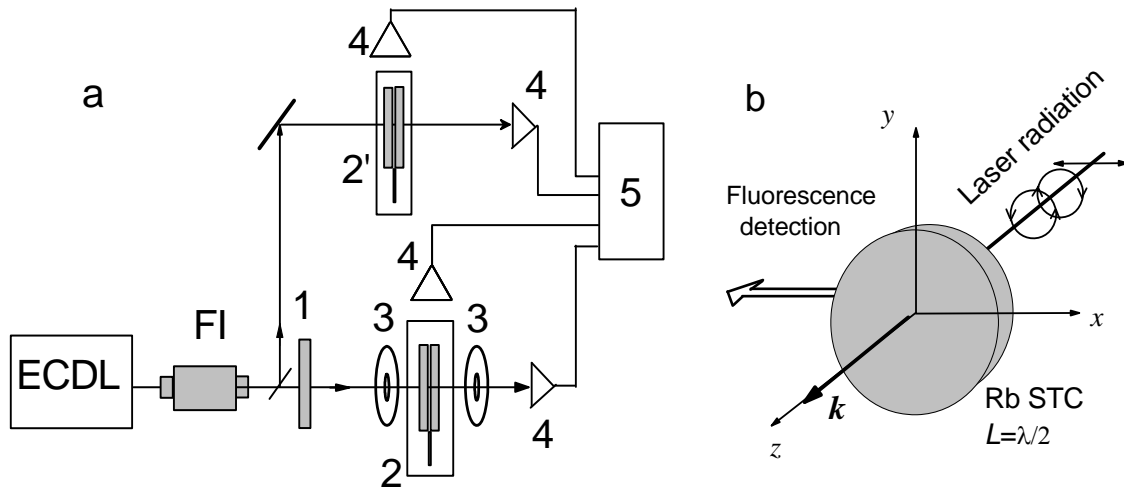 a
4
4
2'
5
4
FI
1
3
3
ECDL
4
2
b
y
Laser radiation
Fluorescence
detection
x
k
z
Rb STC
L=λ/2